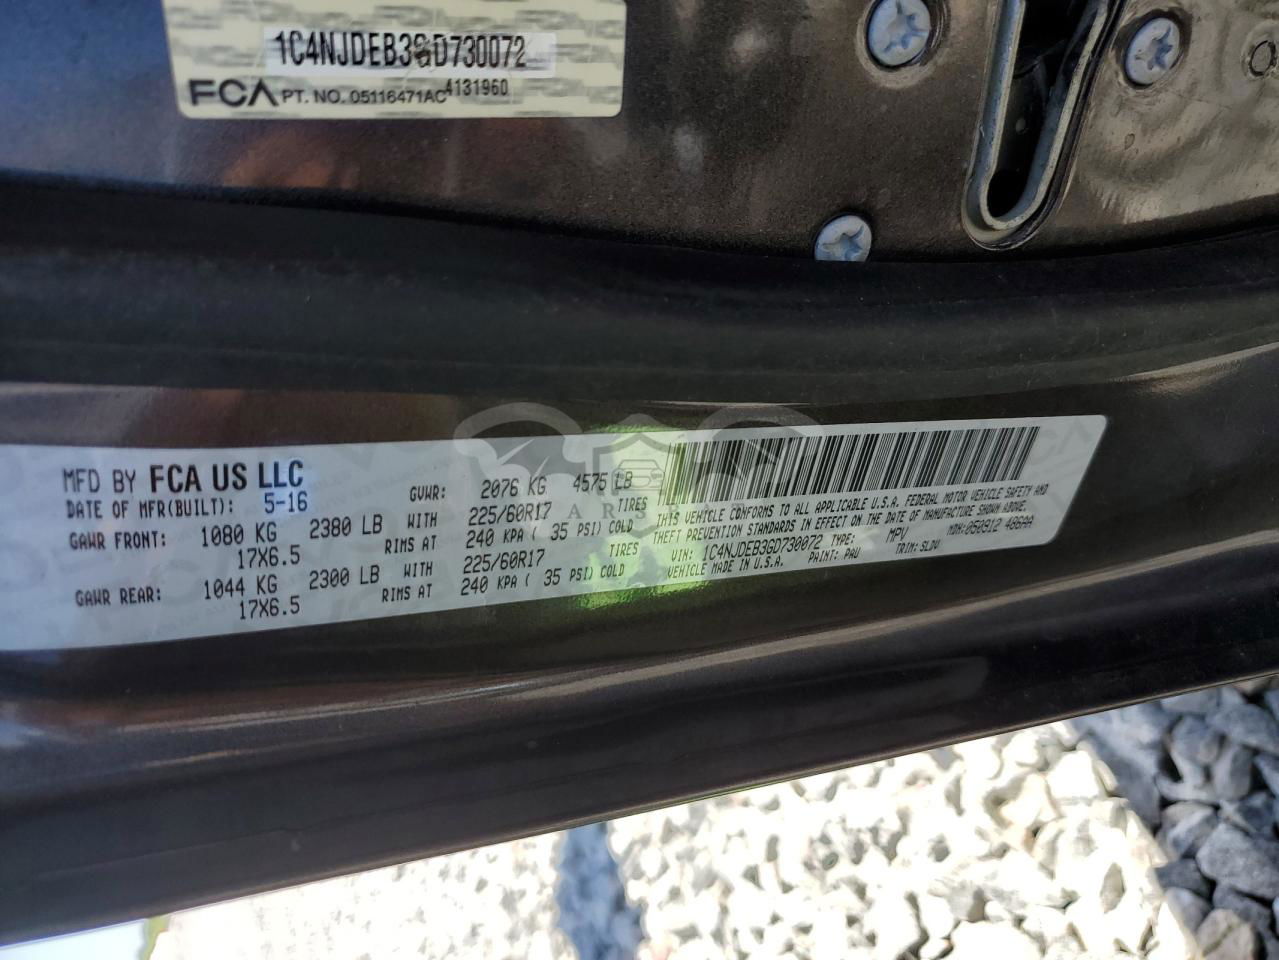 1C4NJDEB3GD730072
FCA PT. NO. 05116471AC 4131960
MFD BY FCA US LLC
DATE OF MFR(BUILT): 5-16 GVWR: 2076 KG 4575 LB
GAWR FRONT: 1080 KG 2380 LB WITH 225/60R17 TIRES
17X6.5 RIMS AT 240 KPA ( 35 PSI) COLD
GAWR REAR: 1044 KG 2300 LB WITH 225/60R17 TIRES
17X6.5 RIMS AT 240 KPA ( 35 PSI) COLD
THIS VEHICLE CONFORMS TO ALL APPLICABLE U.S.A. FEDERAL MOTOR VEHICLE SAFETY AND
THEFT PREVENTION STANDARDS IN EFFECT ON THE DATE OF MANUFACTURE SHOWN ABOVE.
VIN: 1C4NJDEB3GD730072 TYPE: MPV MDH: 050912 486AA
VEHICLE MADE IN U.S.A. PAINT: PAU TRIM: SLDV